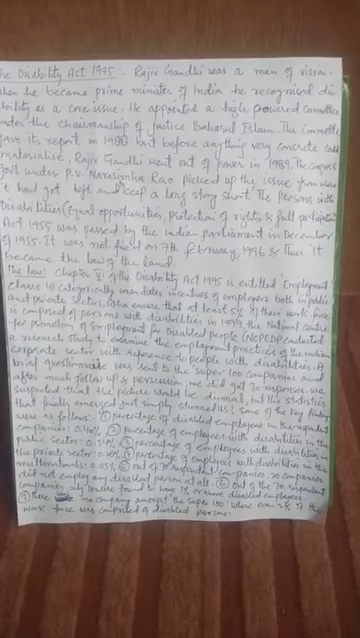 The Disability Act 1995:- Rajiv Gandhi was a man of vision.
When he became prime minister of India he recognised dis
bility as a core issue. He appointed a high powered Committee
under the chairmanship of Justice Baharul Islam. The Committee
gave its report in 1988 but before anything very concrete could
materialise, Rajiv Gandhi went out of power in 1989. The congress
Govt under P.V. Narasimha Rao picked up the issue from where
it had got left and keep a long story short The persons with
Disabilities (Equal opportunities, protection of rights & full participation)
Act 1995 was passed by the Indian parliament in December
of 1995. It was notified on 7th february, 1996 & Thus it
became the law of the land.
The law: Chapter VI of the Disability Act 1995 is entitled Employment
clause 41 categorically mandates incentives of employers both in public
and private sector, who ensure that at least 5% of their work force
is composed of persons with disabilities in 1999, the National Centre
for promotion of Employment for Disabled People (NCPEDP) conducted
a research study to examine the employment practices of the indian
corporate sector with reference to people with disabilities. A
brief questionnaire was sent to the super 100 companies and
after much follow up & persuasion, we did get 70 responses we
suspected that the picture would be dismal, but the statistics
that finally emerged just simply stunned us! Some of the key findings
were as follows: ① percentage of disabled employees in the respondent
companies: 0.40%, ② percentage of employees with disabilities in the
public sector: 0.54% ③ percentage of employees with disabilities in
the private sector: 0.28% ④ percentage of employees with disabilities in the
multinationals: 0.05% ⑤ out of 70 respondent companies, 20 companies
did not employ any disabled person at all. ⑥ out of the 70 respondent
companies, only were found to have 1% or more disabled employees.
⑦ There no company amongst the 'super 100' where even 2% of the
work force was comprised of disabled persons.